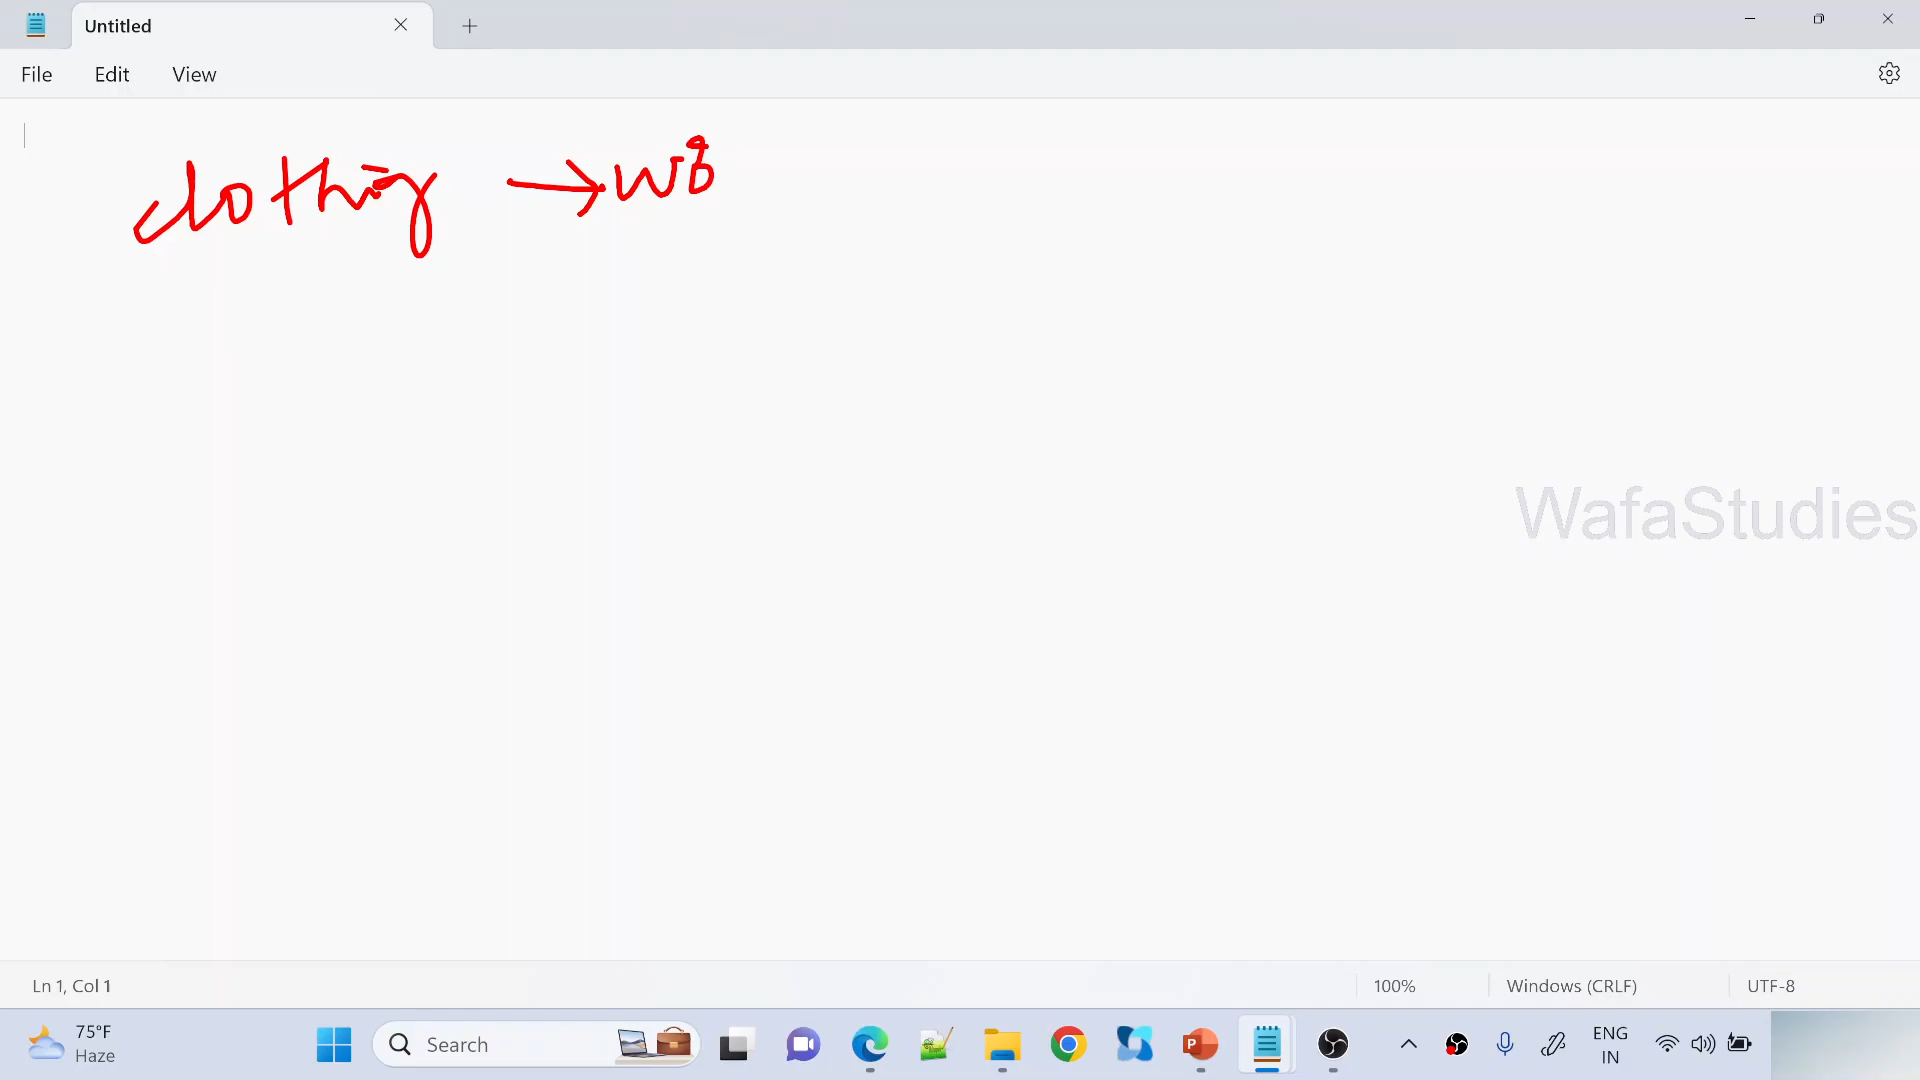 Untitled
File Edit View
clothing → W8
WafaStudies
Ln 1, Col 1 100% Windows (CRLF) UTF-8
75°F
Haze
Search
ENG
IN